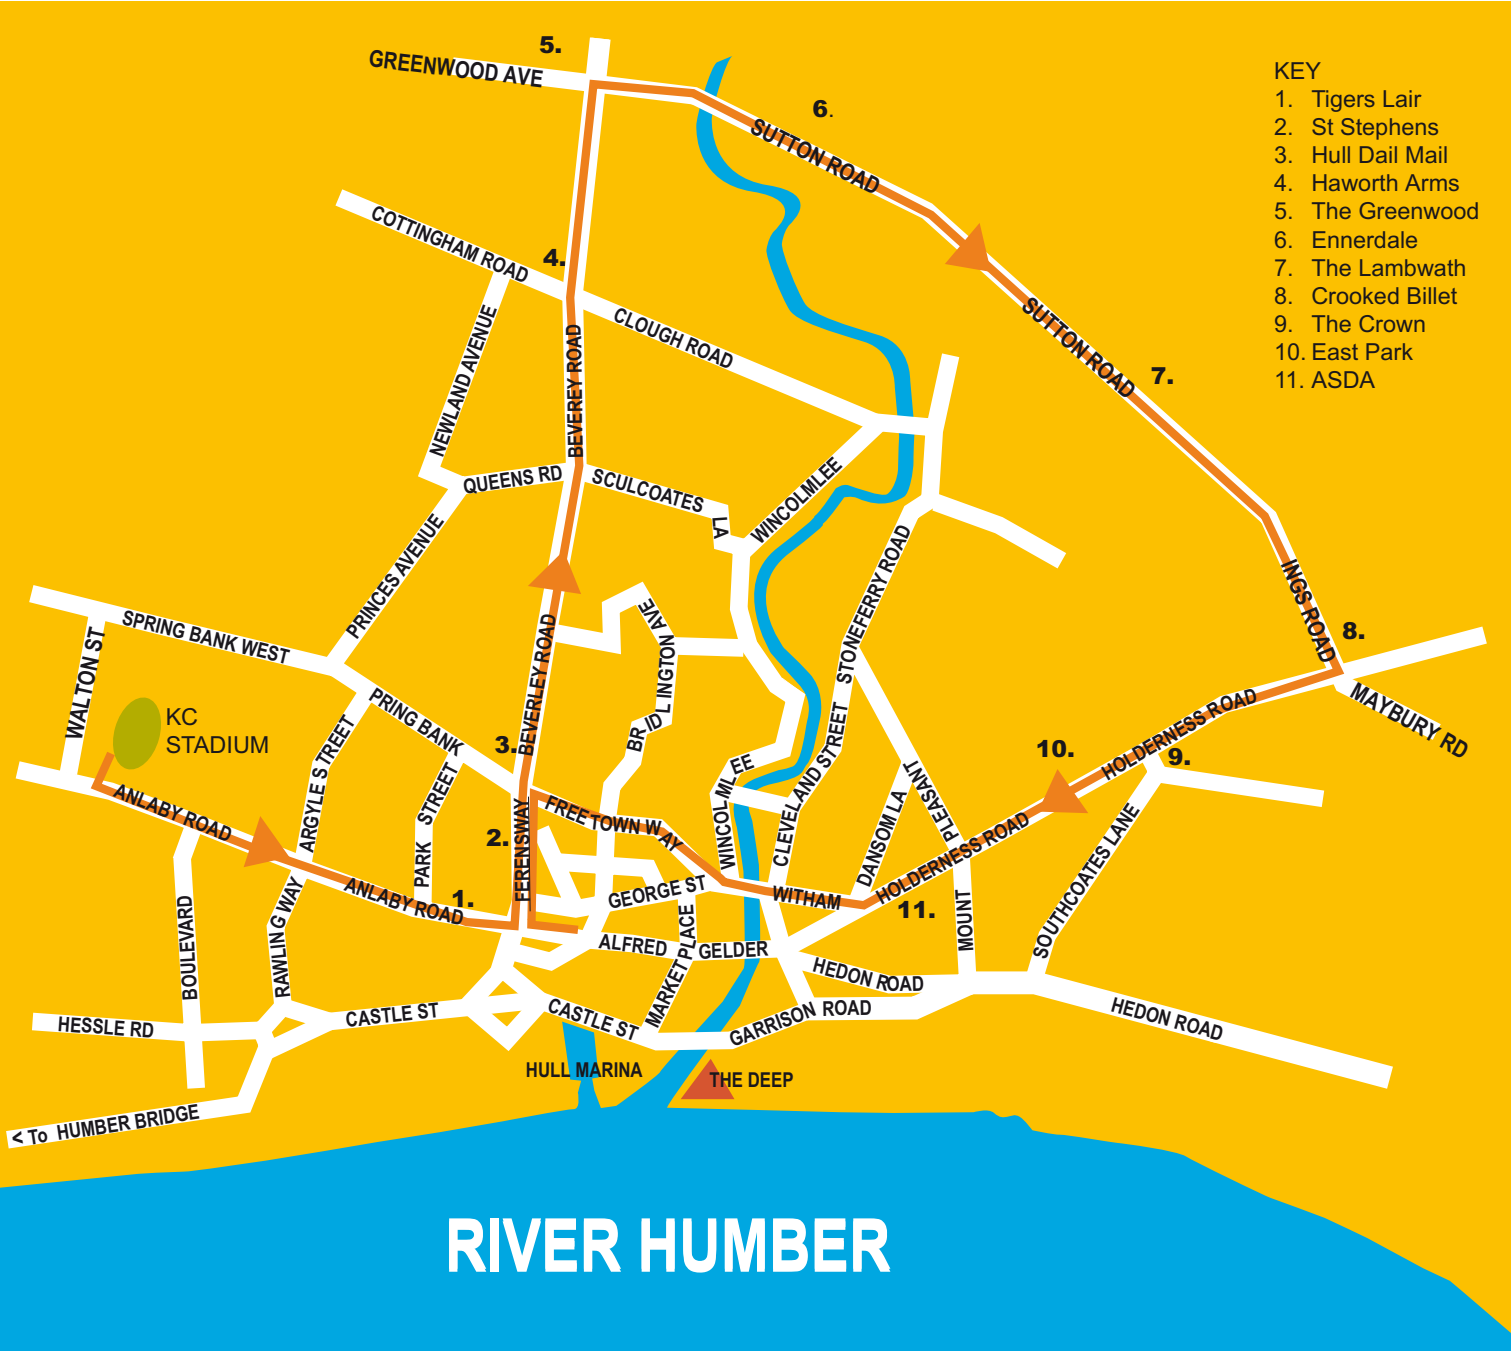 5.
GREENWOOD AVE
6.
SUTTON ROAD
KEY
1. Tigers Lair
2. St Stephens
3. Hull Dail Mail
4. Haworth Arms
5. The Greenwood
6. Ennerdale
7. The Lambwath
8. Crooked Billet
9. The Crown
10. East Park
11. ASDA
COTTINGHAM ROAD
4.
CLOUGH ROAD
NEWLAND AVENUE
BEVEREY ROAD
SUTTON ROAD
7.
QUEENS RD
SCULCOATES
LA
WINCOLMLEE
PRINCES AVENUE
STONEFERRY ROAD
INGS ROAD
8.
MAYBURY RD
SPRING BANK WEST
WALTON ST
KC
STADIUM
PRING BANK
ARGYLE STREET
PARK STREET
3.
BEVERLEY ROAD
BRIDLINGTON AVE
WINCOLMLEE
CLEVELAND STREET
DANSOM LA
MOUNT PLEASANT
10.
HOLDERNESS ROAD
9.
ANLABY ROAD
2.
FERENSWAY
FREETOWN WAY
HOLDERNESS ROAD
SOUTHCOATES LANE
ANLABY ROAD
1.
GEORGE ST
WITHAM
11.
BOULEVARD
RAWLING WAY
ALFRED GELDER
MARKET PLACE
HEDON ROAD
HESSLE RD
CASTLE ST
CASTLE ST
GARRISON ROAD
HEDON ROAD
HULL MARINA
THE DEEP
< To HUMBER BRIDGE
RIVER HUMBER